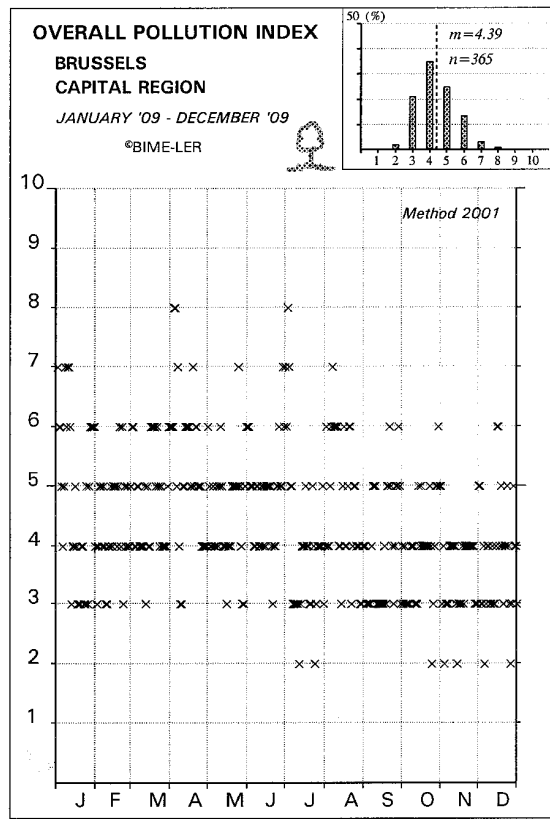 OVERALL POLLUTION INDEX
BRUSSELS
CAPITAL REGION
JANUARY '09 - DECEMBER '09
©BIME-LER
50 (%)
m=4.39
n=365
1 2 3 4 5 6 7 8 9 10
Method 2001
10
9
8
7
6
5
4
3
2
1
J F M A M J J A S O N D